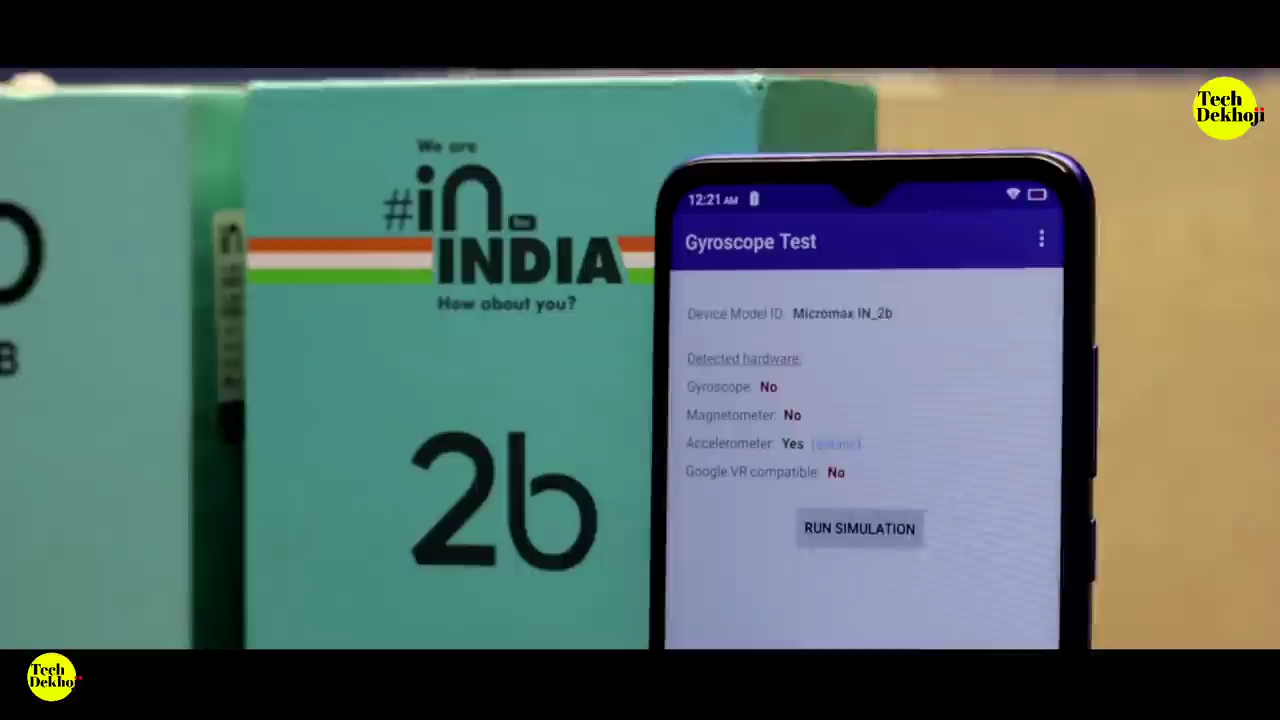 Tech
Dekhoji
We are
#in
INDIA
How about you?
2b
12:21 AM
Gyroscope Test
Device Model ID: Micromax IN_2b
Detected hardware:
Gyroscope: No
Magnetometer: No
Accelerometer: Yes (details)
Google VR compatible: No
RUN SIMULATION
Tech
Dekhoji